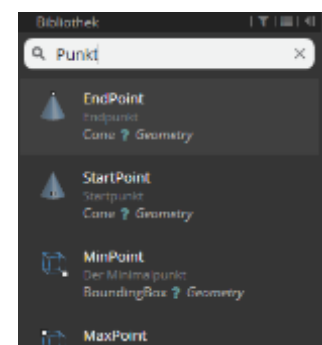 Bibliothek
Punkt
EndPoint
Endpunkt
Cone ? Geometry
StartPoint
Startpunkt
Cone ? Geometry
MinPoint
Der Minimalpunkt
BoundingBox ? Geometry
MaxPoint